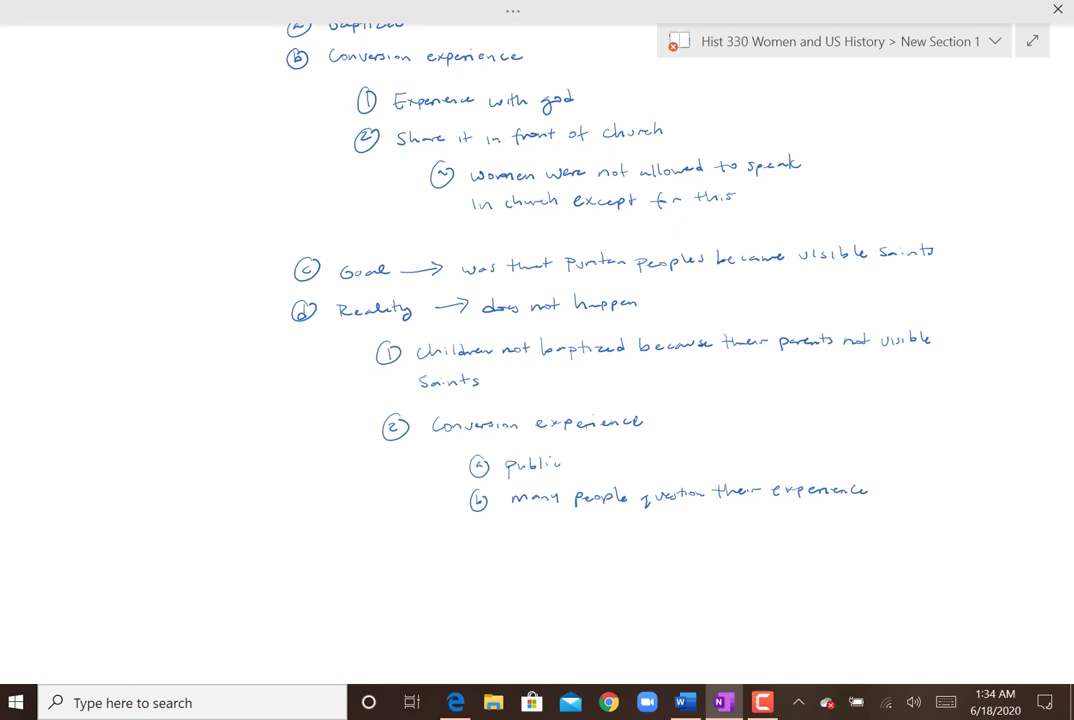 ...
Hist 330 Women and US History > New Section 1
a baptized
b Conversion experience
1 Experience with god
2 Share it in front of church
a women were not allowed to speak
in church except for this
c Goal → was that Puritan peoples became visible saints
d Reality → does not happen
1 Children not baptized because their parents not visible
saints
2 Conversion experience
a public
b many people question their experience
Type here to search
1:34 AM
6/18/2020